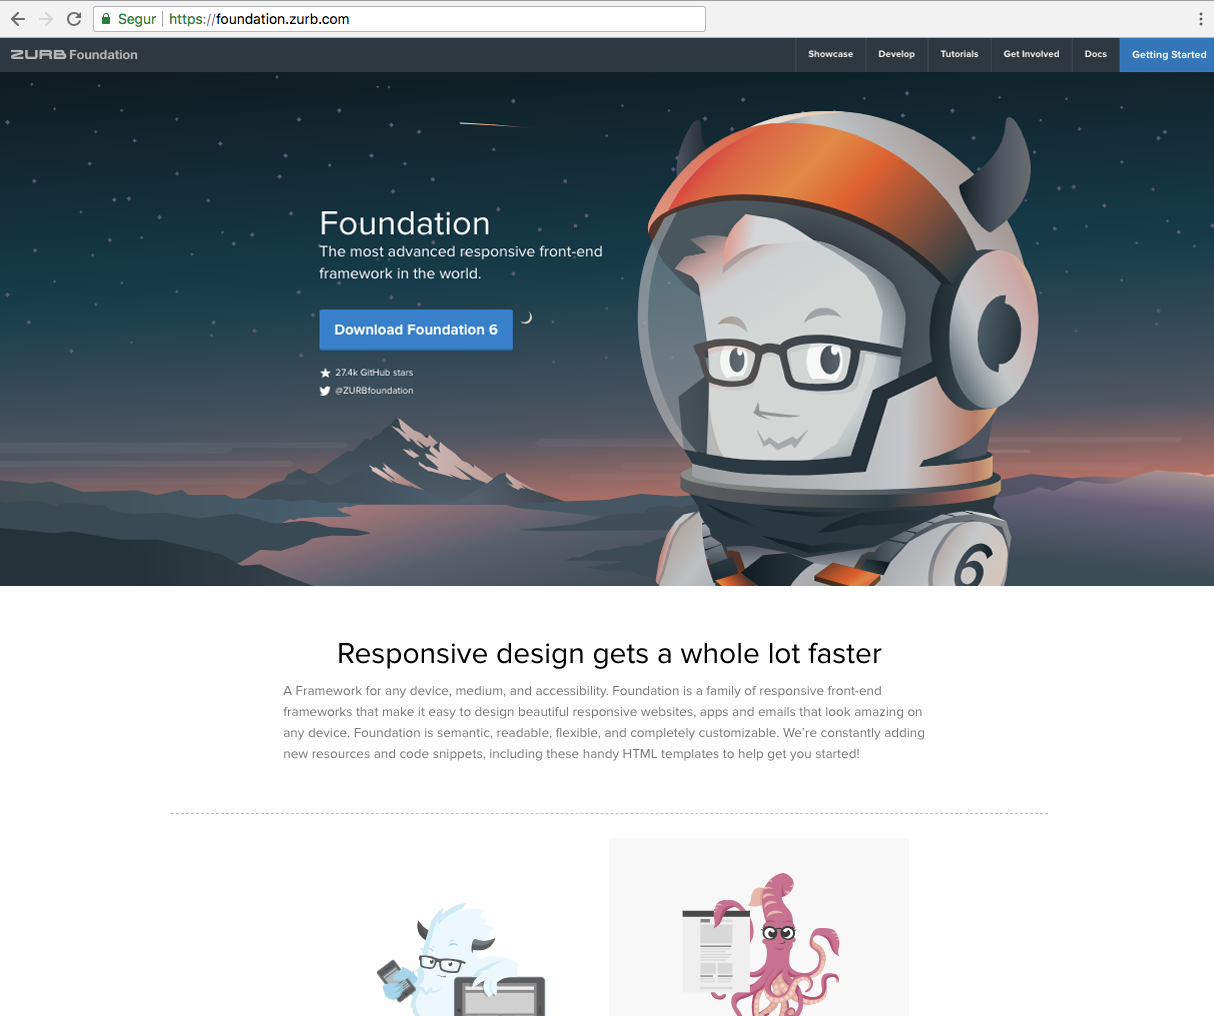 Segur https://foundation.zurb.com
ZURB Foundation Showcase Develop Tutorials Get Involved Docs Getting Started
Foundation
The most advanced responsive front-end
framework in the world.
Download Foundation 6
27.4k GitHub stars
@ZURBfoundation
6
Responsive design gets a whole lot faster
A Framework for any device, medium, and accessibility. Foundation is a family of responsive front-end
frameworks that make it easy to design beautiful responsive websites, apps and emails that look amazing on
any device. Foundation is semantic, readable, flexible, and completely customizable. We're constantly adding
new resources and code snippets, including these handy HTML templates to help get you started!